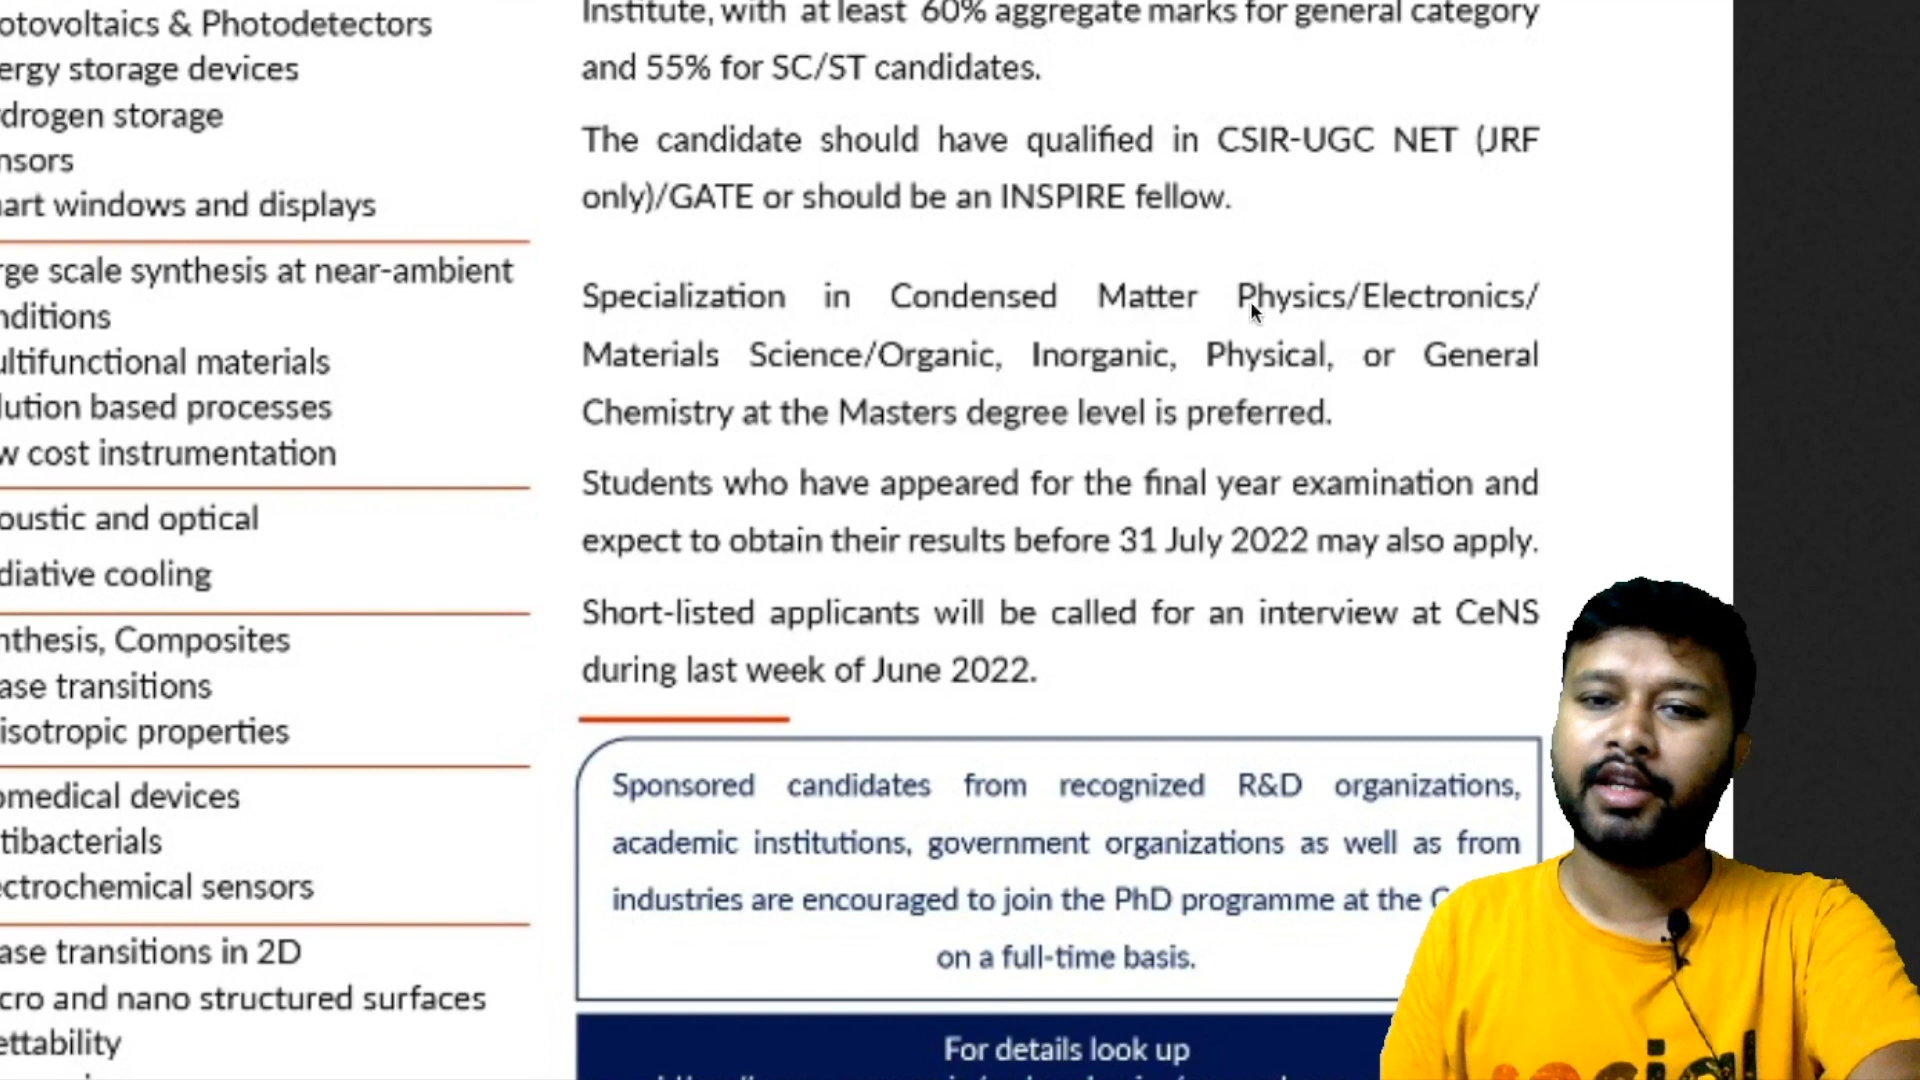 otovoltaics & Photodetectors
ergy storage devices
drogen storage
nsors
art windows and displays
rge scale synthesis at near-ambient
nditions
ultifunctional materials
lution based processes
w cost instrumentation
oustic and optical
diative cooling
nthesis, Composites
ase transitions
isotropic properties
omedical devices
tibacterials
ectrochemical sensors
ase transitions in 2D
cro and nano structured surfaces
ettability
Institute, with at least 60% aggregate marks for general category
and 55% for SC/ST candidates.
The candidate should have qualified in CSIR-UGC NET (JRF
only)/GATE or should be an INSPIRE fellow.
Specialization in Condensed Matter Physics/Electronics/
Materials Science/Organic, Inorganic, Physical, or General
Chemistry at the Masters degree level is preferred.
Students who have appeared for the final year examination and
expect to obtain their results before 31 July 2022 may also apply.
Short-listed applicants will be called for an interview at CeNS
during last week of June 2022.
Sponsored candidates from recognized R&D organizations,
academic institutions, government organizations as well as from
industries are encouraged to join the PhD programme at the C
on a full-time basis.
For details look up